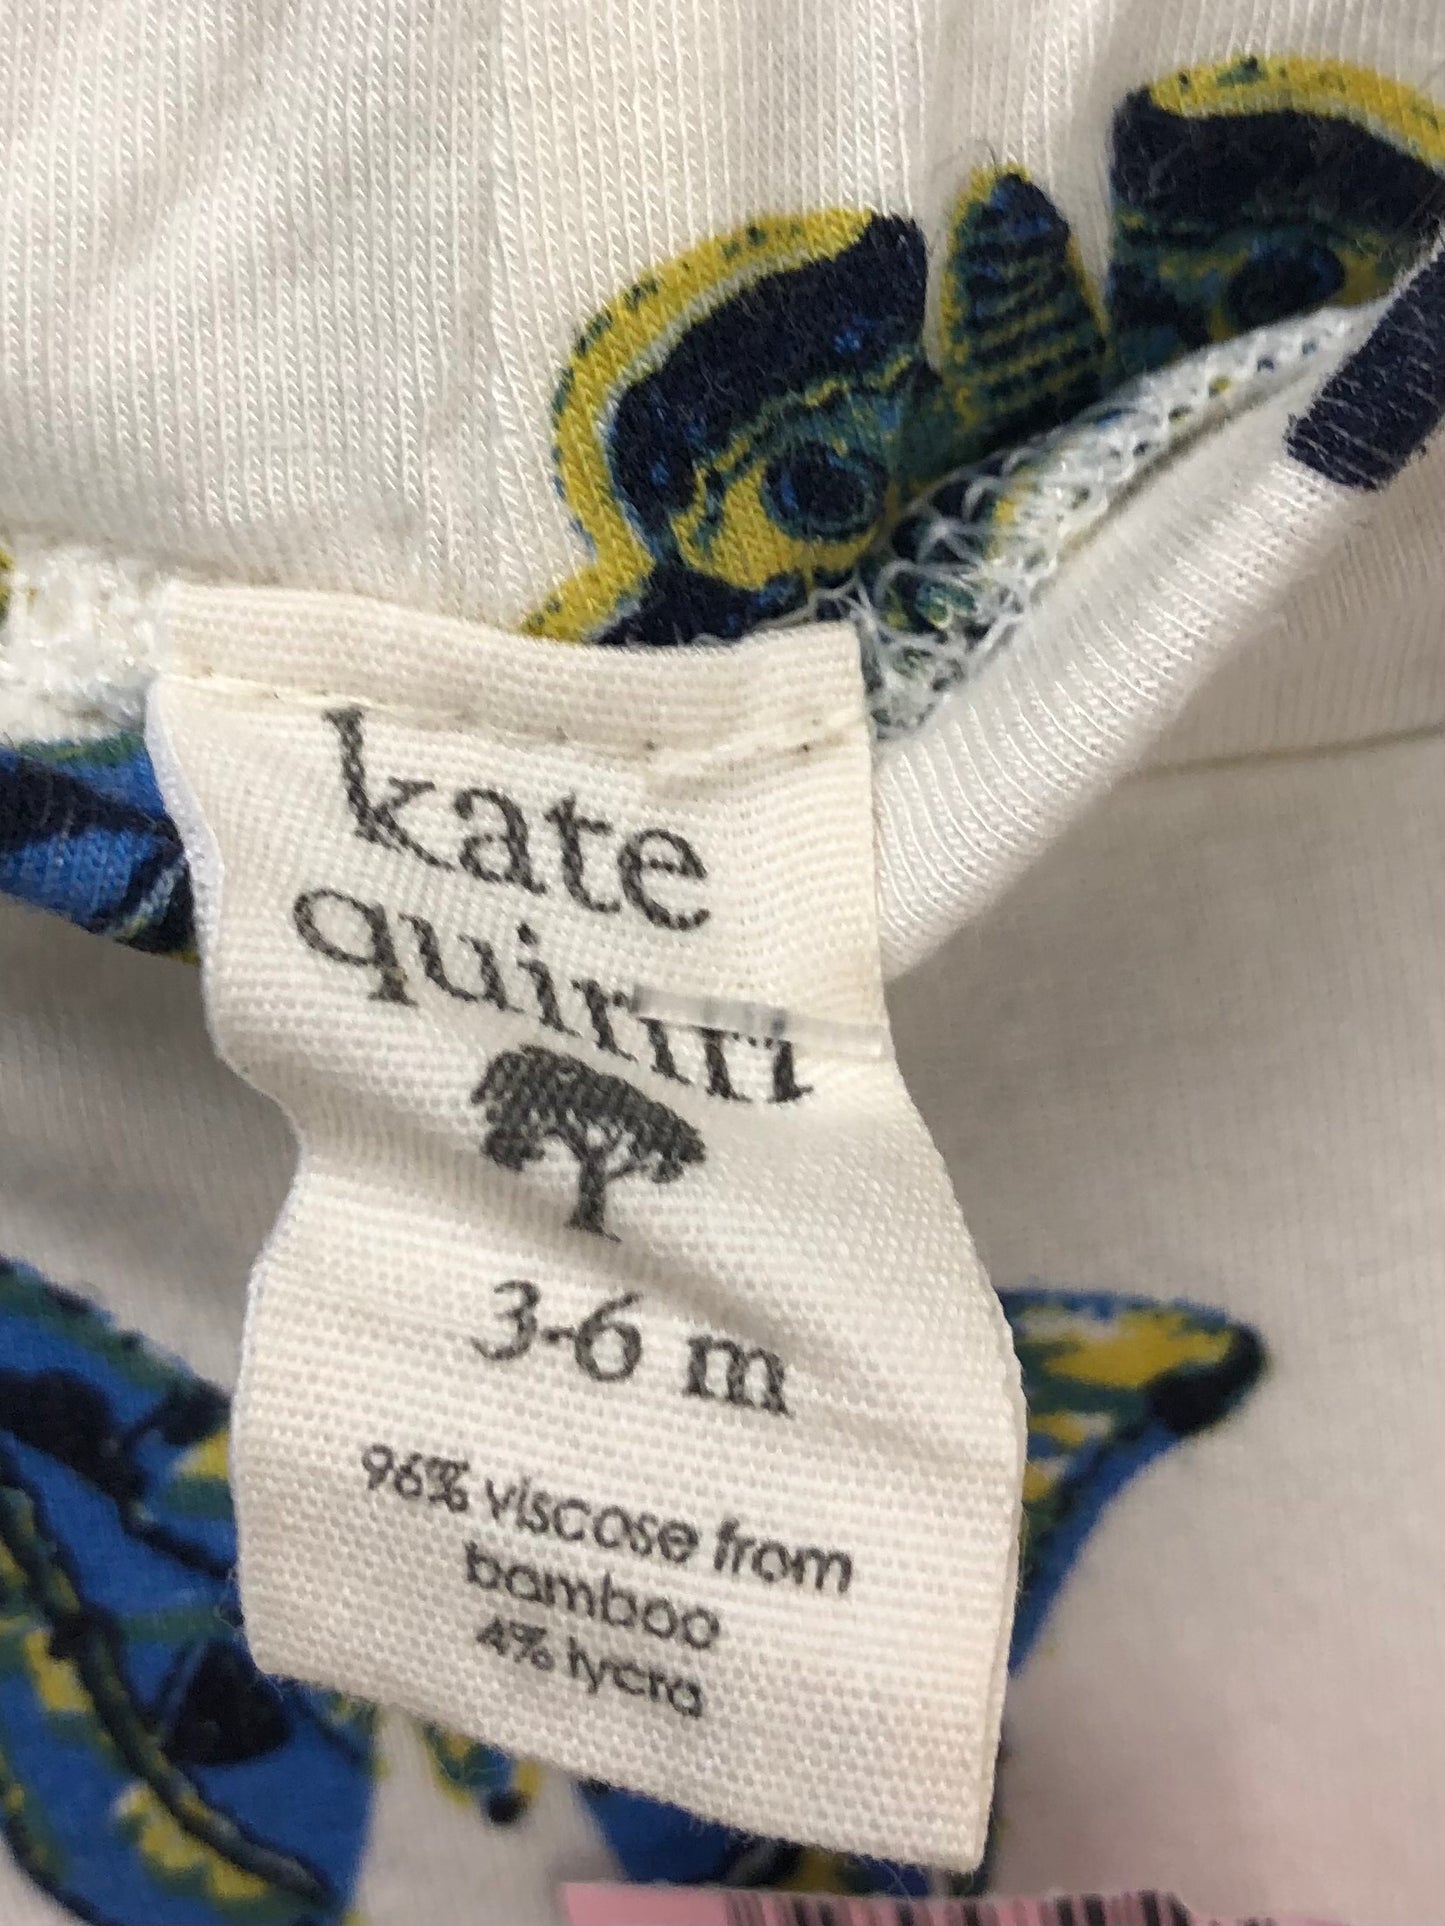 kate
quinn
3-6 m
96% viscose from
bamboo
4% lycra